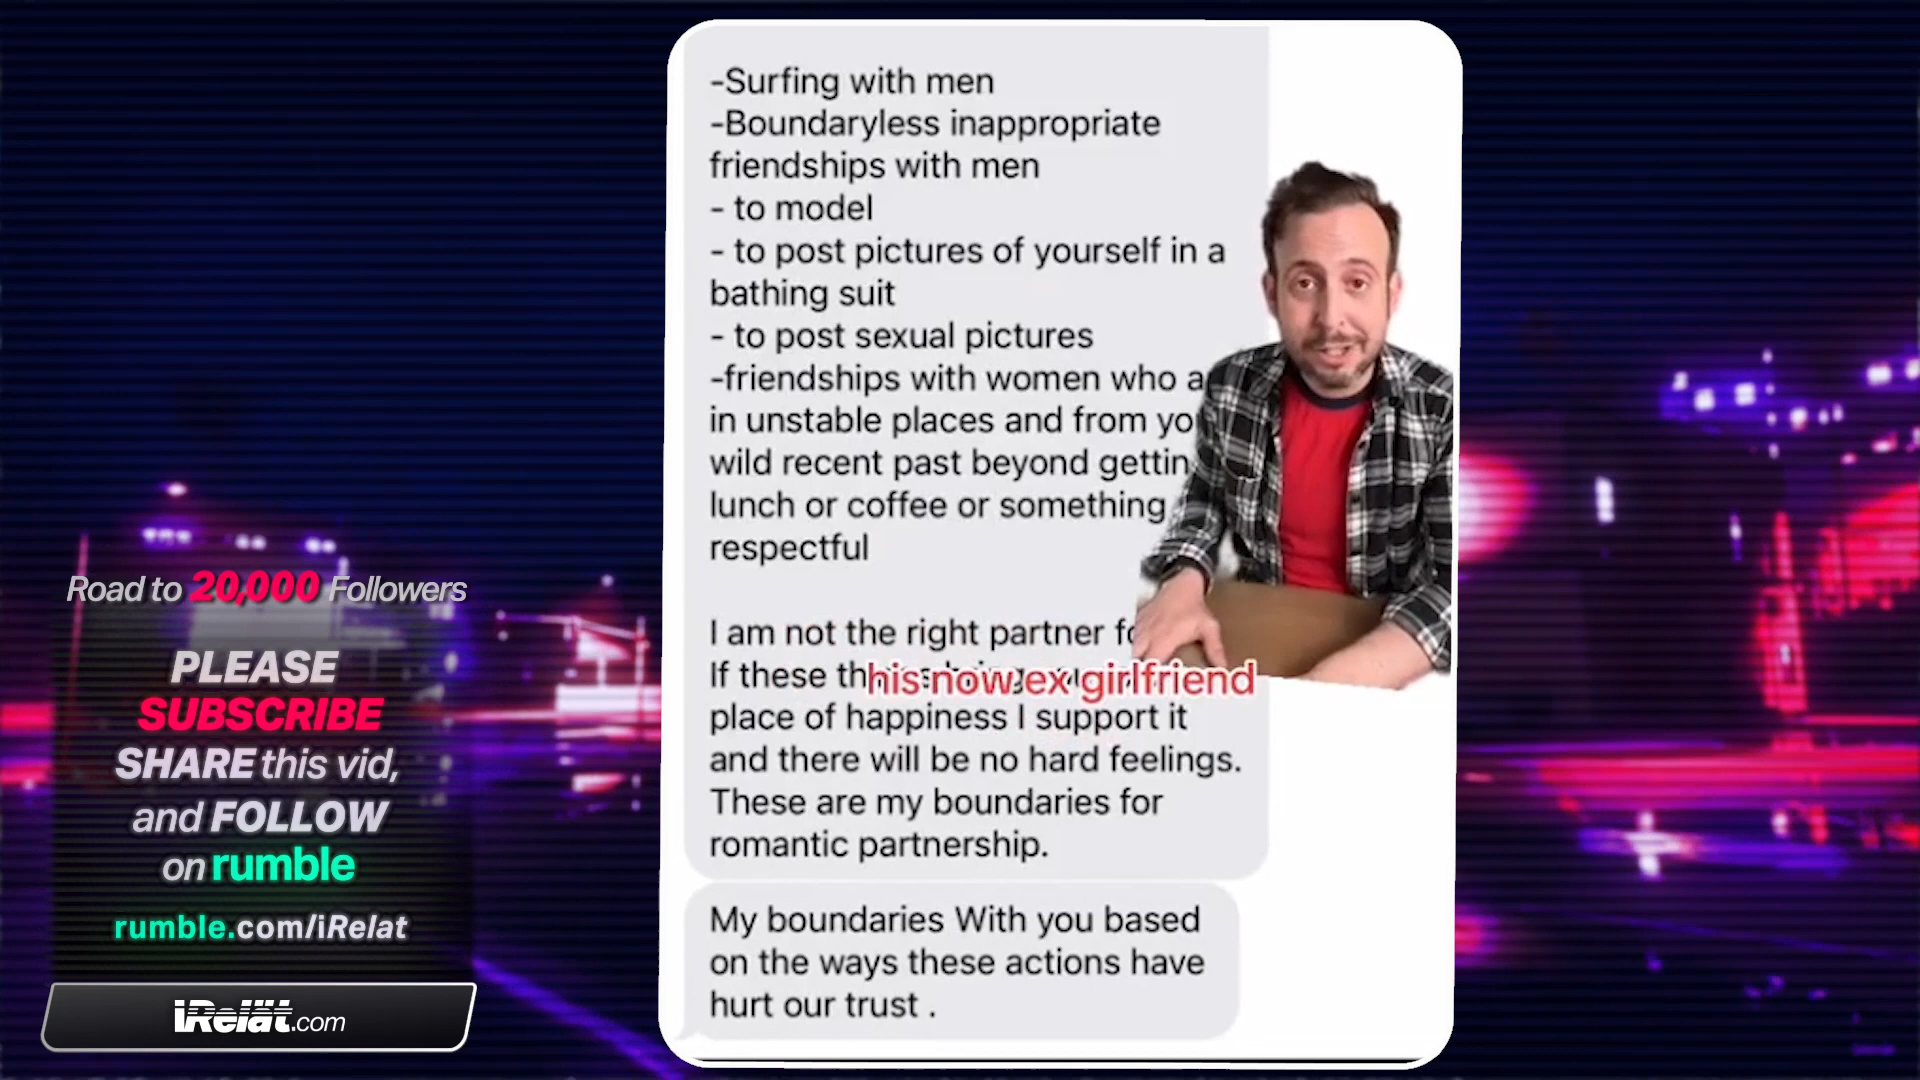 -Surfing with men
-Boundaryless inappropriate
friendships with men
- to model
- to post pictures of yourself in a
bathing suit
- to post sexual pictures
-friendships with women who
in unstable places and from
wild recent past beyond
lunch or coffee or something
respectful
I am not the right partner
If these
his now ex girlfriend
place of happiness I support it
and there will be no hard feelings.
These are my boundaries for
romantic partnership.
My boundaries With you based
on the ways these actions have
hurt our trust .
Road to 20,000 Followers
PLEASE
SUBSCRIBE
SHARE this vid,
and FOLLOW
on rumble
rumble.com/iRelat
iRelat.com